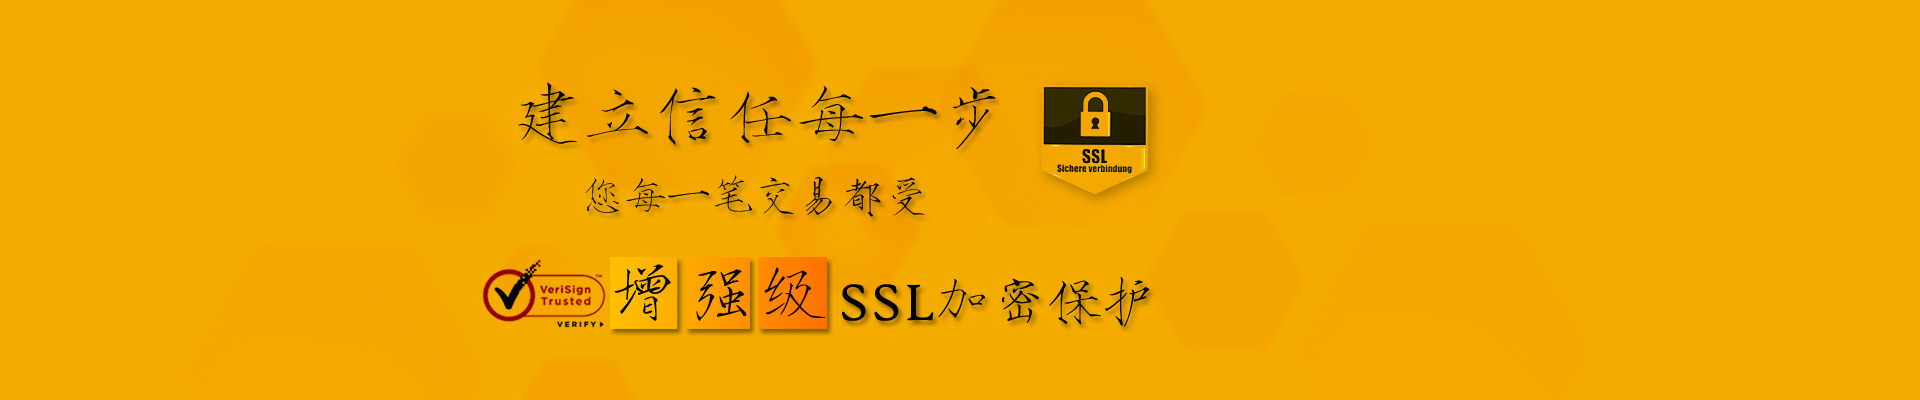 建立信任每一步
SSL
Sichere verbindung
您每一笔交易都受
VeriSign
Trusted
VERIFY
增强级SSL加密保护